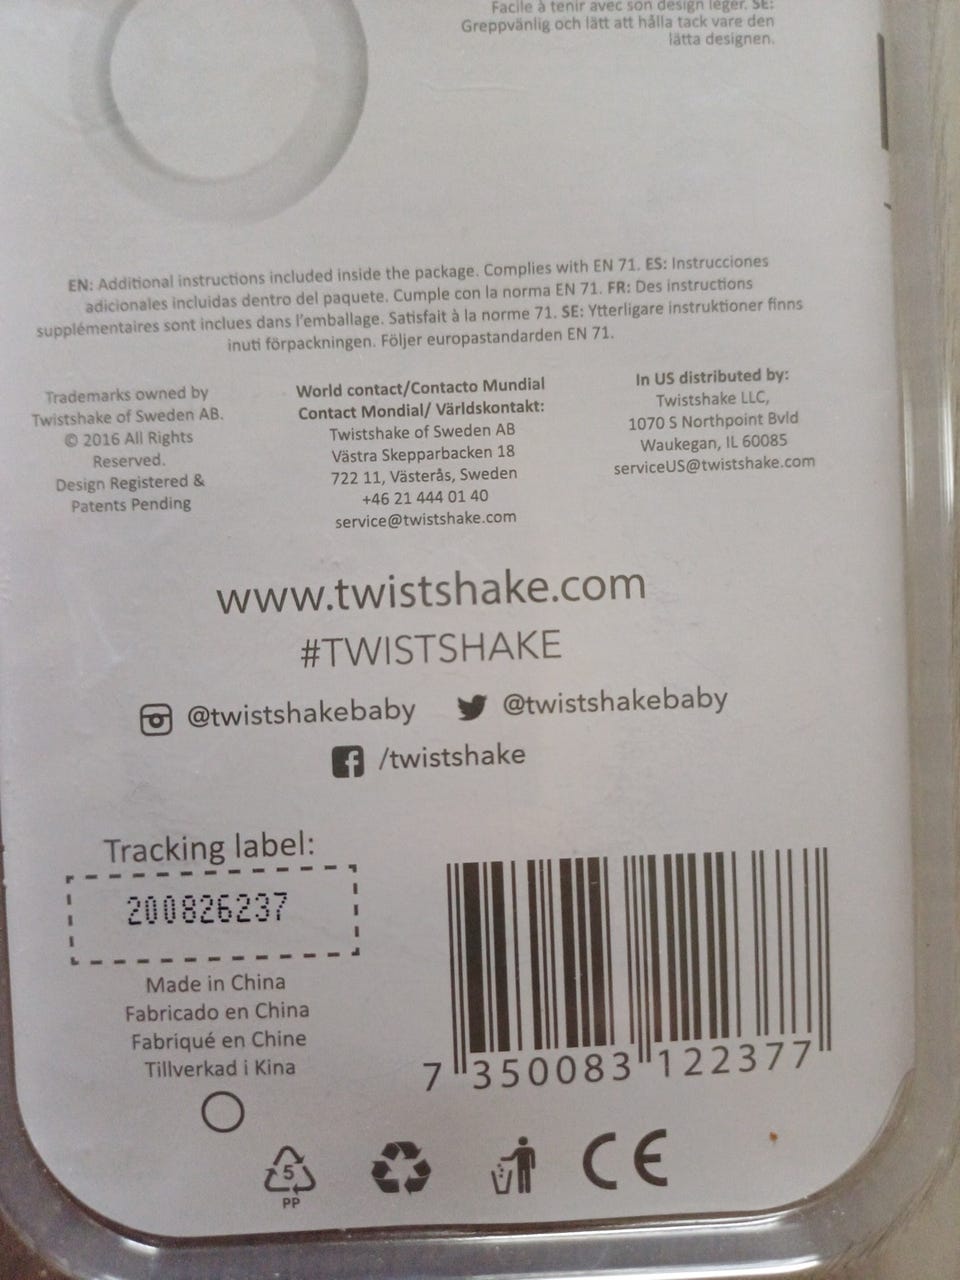 Facile à tenir avec son design léger. SE:
Greppvänlig och lätt att hålla tack vare den
lätta designen.
EN: Additional instructions included inside the package. Complies with EN 71. ES: Instrucciones
adicionales incluidas dentro del paquete. Cumple con la norma EN 71. FR: Des instructions
supplémentaires sont inclues dans l'emballage. Satisfait à la norme 71. SE: Ytterligare instruktioner finns
inuti förpackningen. Följer europastandarden EN 71.
Trademarks owned by
Twistshake of Sweden AB.
© 2016 All Rights
Reserved.
Design Registered &
Patents Pending
World contact/Contacto Mundial
Contact Mondial/ Världskontakt:
Twistshake of Sweden AB
Västra Skepparbacken 18
722 11, Västerås, Sweden
+46 21 444 01 40
service@twistshake.com
In US distributed by:
Twistshake LLC,
1070 S Northpoint Bvld
Waukegan, IL 60085
serviceUS@twistshake.com
www.twistshake.com
#TWISTSHAKE
@twistshakebaby @twistshakebaby
/twistshake
Tracking label:
200826237
Made in China
Fabricado en China
Fabriqué en Chine
Tillverkad i Kina
7 350083 122377
5
PP
CE